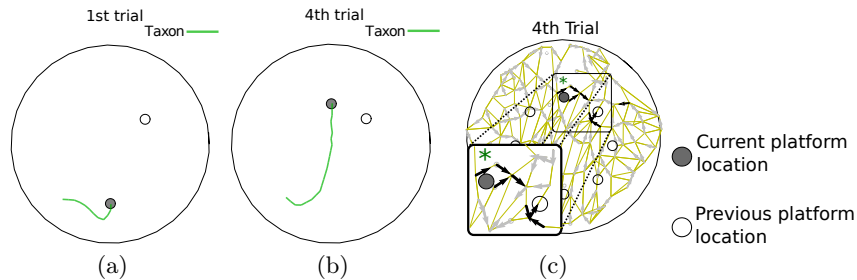 1st trial
Taxon
4th trial
Taxon
4th Trial
*
*
Current platform
location
Previous platform
location
(a)
(b)
(c)